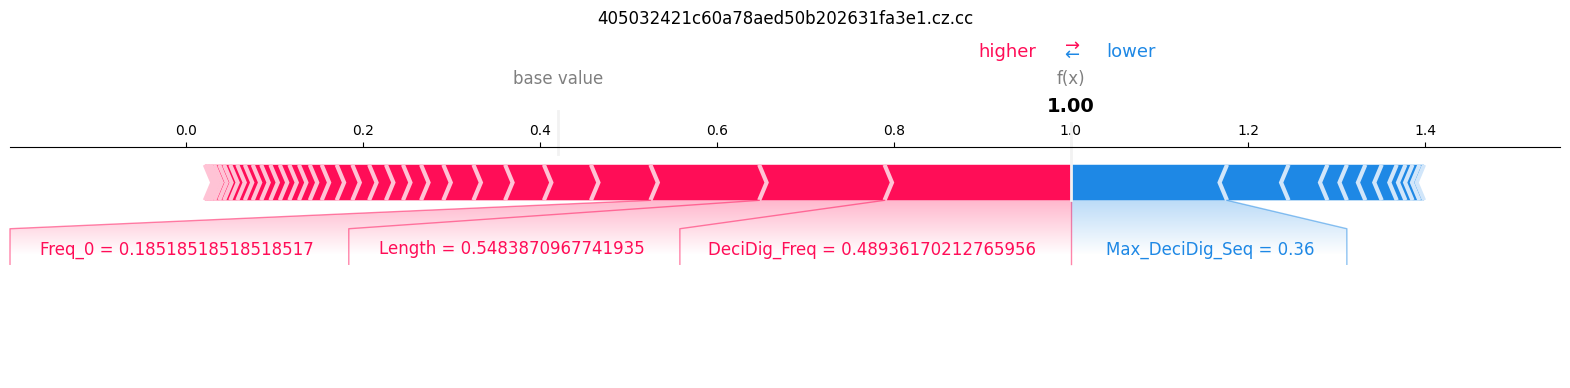 405032421c60a78aed50b202631fa3e1.cz.cc
higher ⇄ lower
base value f(x)
1.00
0.0 0.2 0.4 0.6 0.8 1.0 1.2 1.4
Freq_0 = 0.18518518518518517 Length = 0.5483870967741935 DeciDig_Freq = 0.48936170212765956 Max_DeciDig_Seq = 0.36